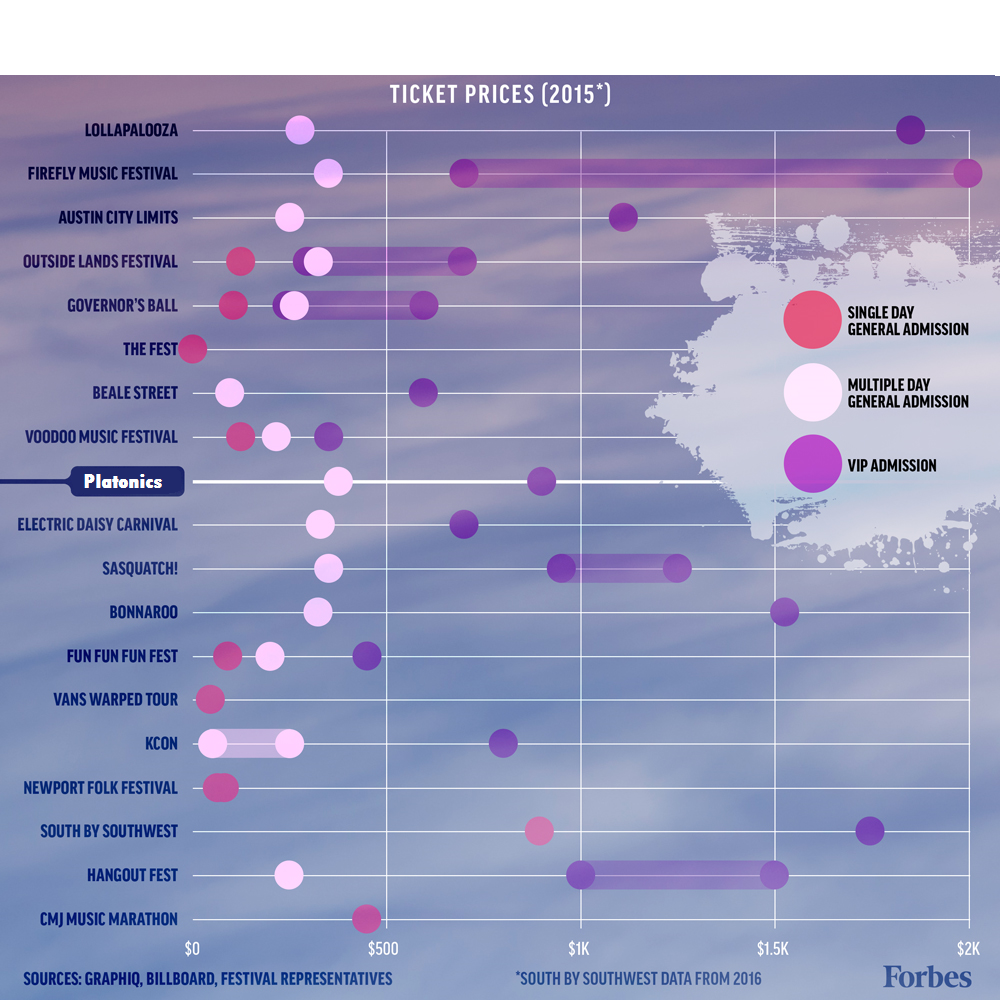 TICKET PRICES (2015*)
LOLLAPALOOZA
FIREFLY MUSIC FESTIVAL
AUSTIN CITY LIMITS
OUTSIDE LANDS FESTIVAL
GOVERNOR'S BALL
THE FEST
BEALE STREET
VOODOO MUSIC FESTIVAL
Platonics
ELECTRIC DAISY CARNIVAL
SASQUATCH!
BONNAROO
FUN FUN FUN FEST
VANS WARPED TOUR
KCON
NEWPORT FOLK FESTIVAL
SOUTH BY SOUTHWEST
HANGOUT FEST
CMJ MUSIC MARATHON
SINGLE DAY
GENERAL ADMISSION
MULTIPLE DAY
GENERAL ADMISSION
VIP ADMISSION
$0 $500 $1K $1.5K $2K
SOURCES: GRAPHIQ, BILLBOARD, FESTIVAL REPRESENTATIVES
*SOUTH BY SOUTHWEST DATA FROM 2016
Forbes